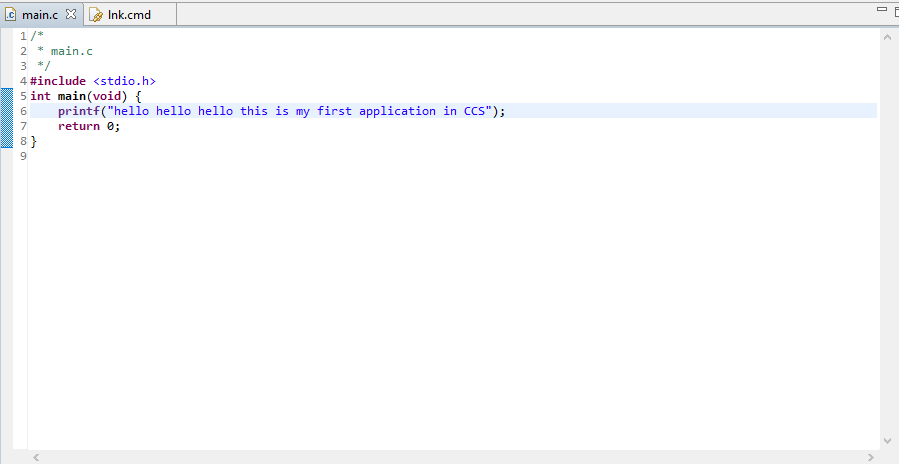 main.c lnk.cmd
1 /*
2  * main.c
3  */
4 #include <stdio.h>
5 int main(void) {
6     printf("hello hello hello this is my first application in CCS");
7     return 0;
8 }
9